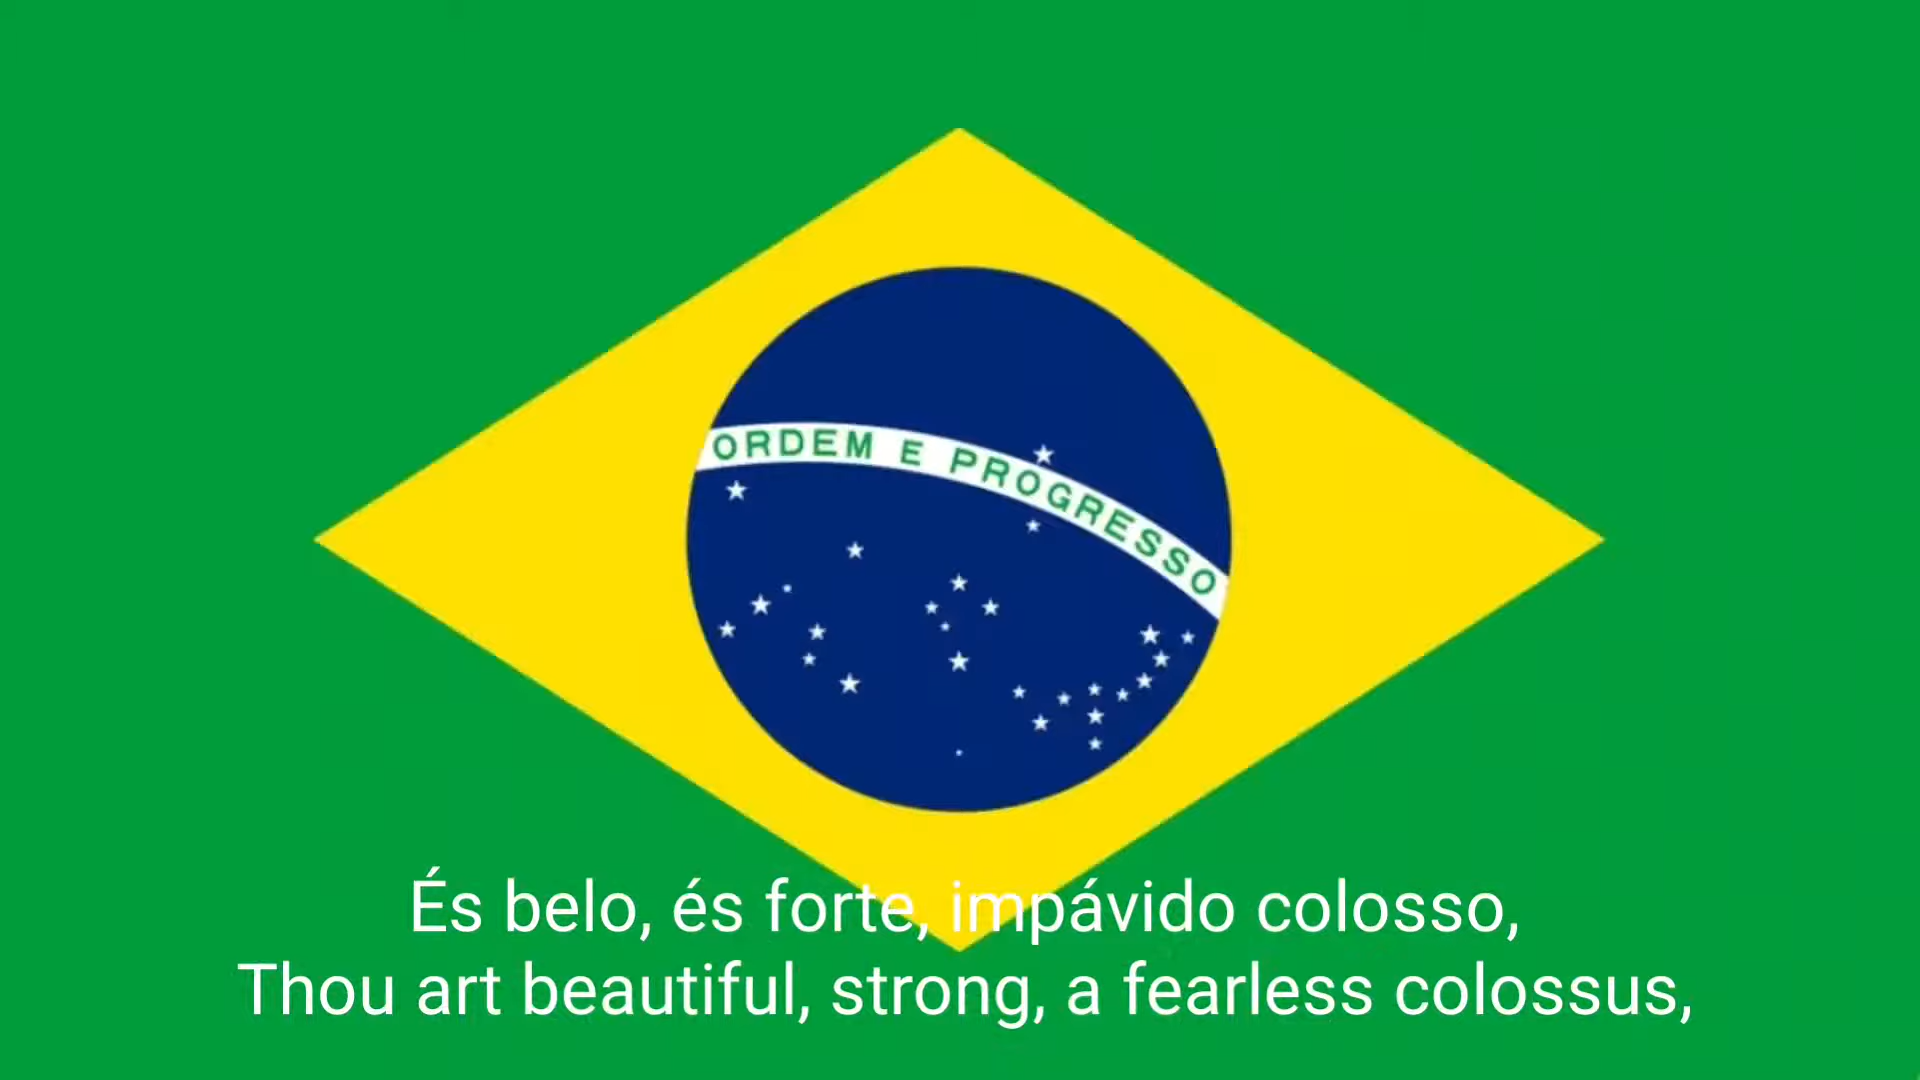 ORDEM E PROGRESSO
És belo, és forte, impávido colosso,
Thou art beautiful, strong, a fearless colossus,